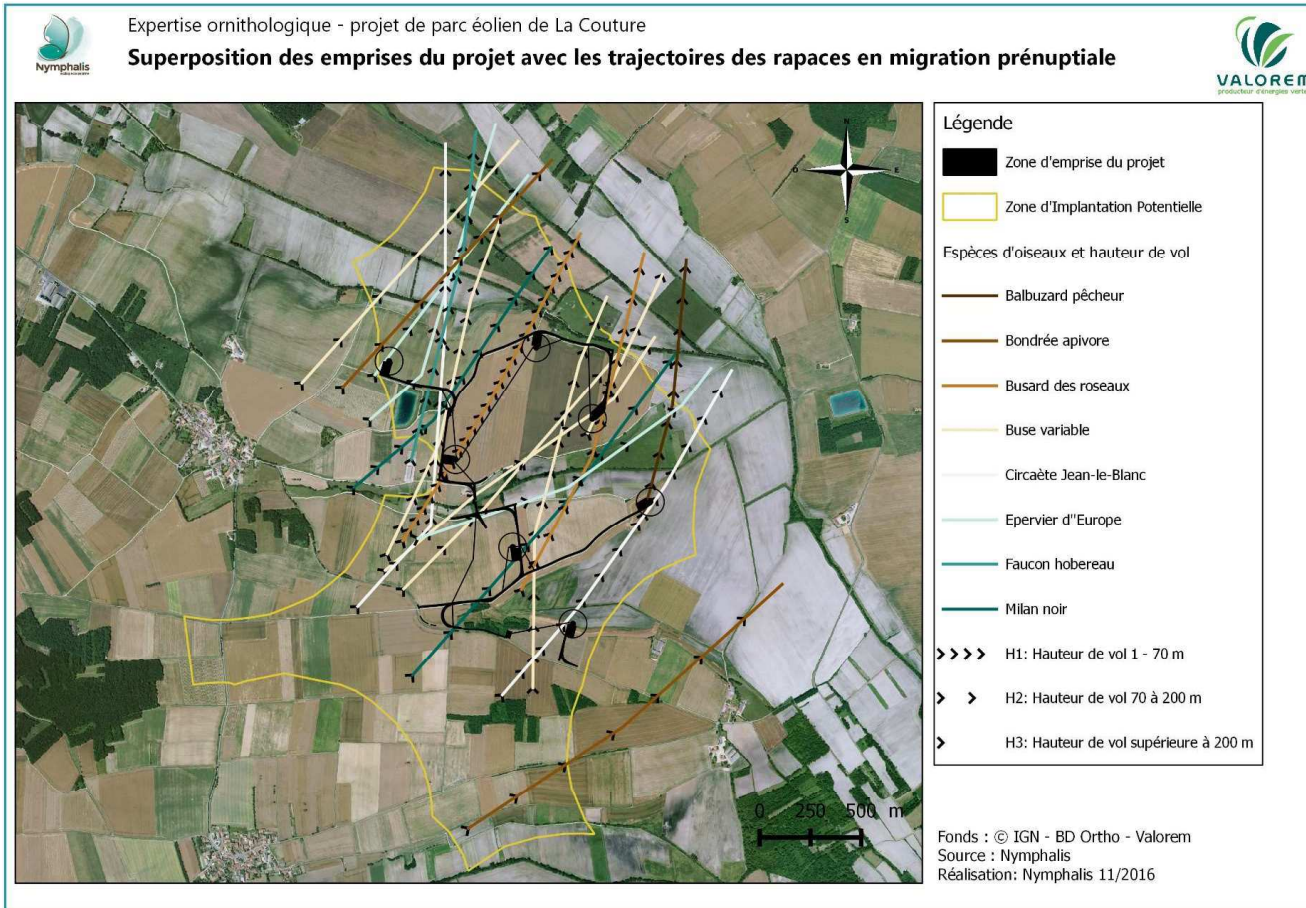 Expertise ornithologique - projet de parc éolien de La Couture
Superposition des emprises du projet avec les trajectoires des rapaces en migration prénuptiale
Nymphalis
VALOREM
producteur d'énergies vertes
N
O
E
S
0 250 500 m
Légende
Zone d'emprise du projet
Zone d'Implantation Potentielle
Espèces d'oiseaux et hauteur de vol
Balbuzard pêcheur
Bondrée apivore
Busard des roseaux
Buse variable
Circaète Jean-le-Blanc
Epervier d"Europe
Faucon hobereau
Milan noir
H1: Hauteur de vol 1 - 70 m
H2: Hauteur de vol 70 à 200 m
H3: Hauteur de vol supérieure à 200 m
Fonds : © IGN - BD Ortho - Valorem
Source : Nymphalis
Réalisation: Nymphalis 11/2016